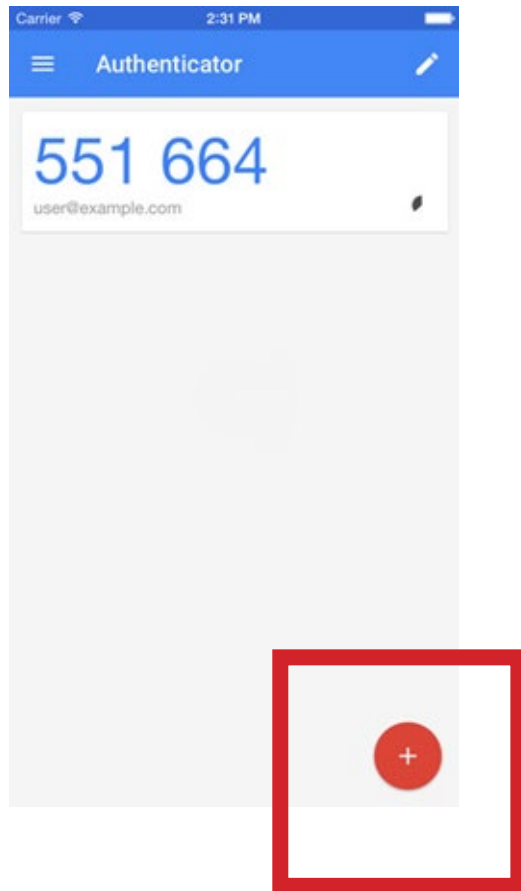 Carrier 2:31 PM
Authenticator
551 664
user@example.com
+